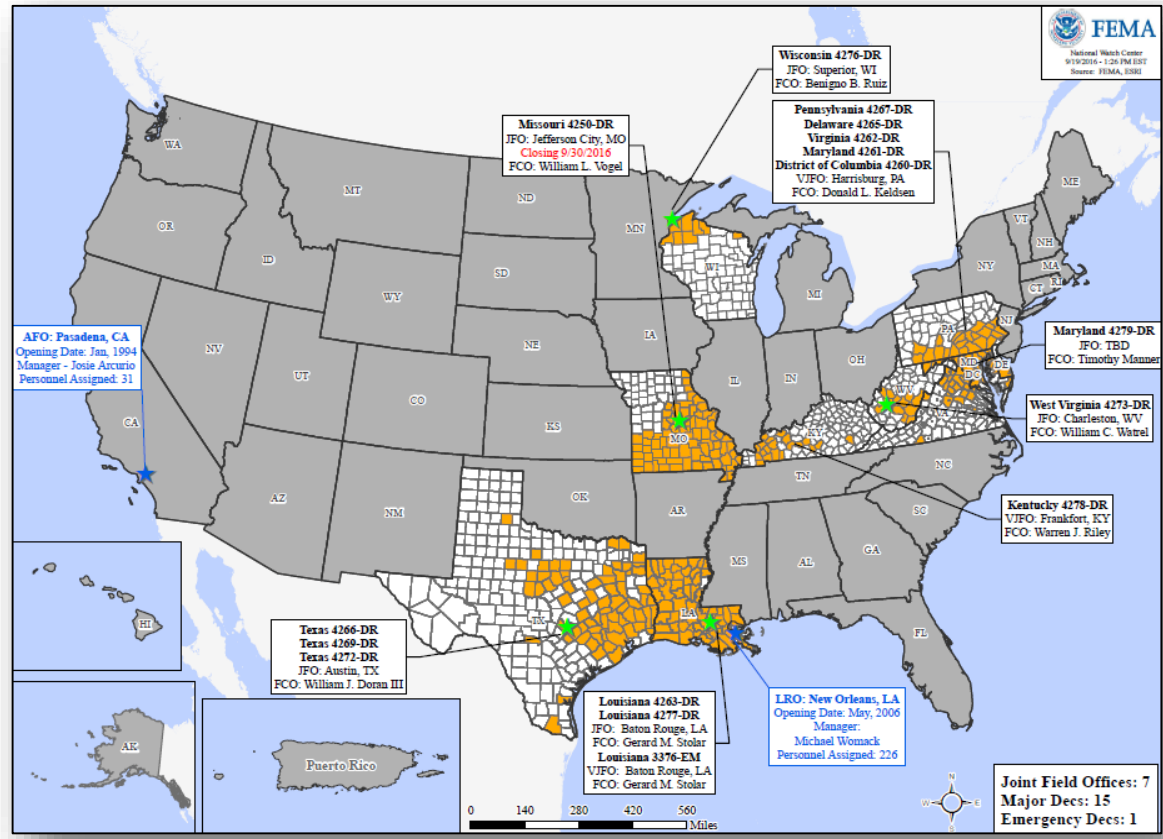 FEMA
National Watch Center
9/19/2016 - 1:26 PM EST
Source: FEMA, ESRI
Wisconsin 4276-DR
JFO: Superior, WI
FCO: Benigno B. Ruiz
Missouri 4250-DR
JFO: Jefferson City, MO
Closing 9/30/2016
FCO: William L. Vogel
Pennsylvania 4267-DR
Delaware 4265-DR
Virginia 4262-DR
Maryland 4261-DR
District of Columbia 4260-DR
VJFO: Harrisburg, PA
FCO: Donald L. Keldsen
AFO: Pasadena, CA
Opening Date: Jan, 1994
Manager - Josie Arcurio
Personnel Assigned: 31
Maryland 4279-DR
JFO: TBD
FCO: Timothy Manner
West Virginia 4273-DR
JFO: Charleston, WV
FCO: William C. Watrel
Kentucky 4278-DR
VJFO: Frankfort, KY
FCO: Warren J. Riley
Texas 4266-DR
Texas 4269-DR
Texas 4272-DR
JFO: Austin, TX
FCO: William J. Doran III
Louisiana 4263-DR
Louisiana 4277-DR
JFO: Baton Rouge, LA
FCO: Gerard M. Stolar
Louisiana 3376-EM
VJFO: Baton Rouge, LA
FCO: Gerard M. Stolar
LRO: New Orleans, LA
Opening Date: May, 2006
Manager:
Michael Womack
Personnel Assigned: 226
WA
MT
ND
MN
ME
OR
ID
SD
WI
VT
NH
NY
MA
CT
RI
WY
MI
IA
PA
NJ
NV
NE
OH
MD
DE
DC
UT
IL
IN
WV
CO
CA
KS
MO
KY
VA
NC
TN
AZ
NM
OK
AR
SC
MS
AL
GA
TX
LA
FL
HI
AK
Puerto Rico
0 140 280 420 560
Miles
N
W
E
S
Joint Field Offices: 7
Major Decs: 15
Emergency Decs: 1